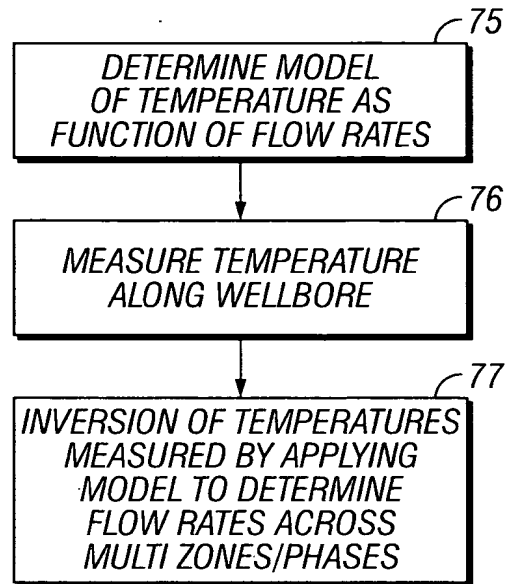 75
DETERMINE MODEL
OF TEMPERATURE AS
FUNCTION OF FLOW RATES
76
MEASURE TEMPERATURE
ALONG WELLBORE
77
INVERSION OF TEMPERATURES
MEASURED BY APPLYING
MODEL TO DETERMINE
FLOW RATES ACROSS
MULTI ZONES/PHASES